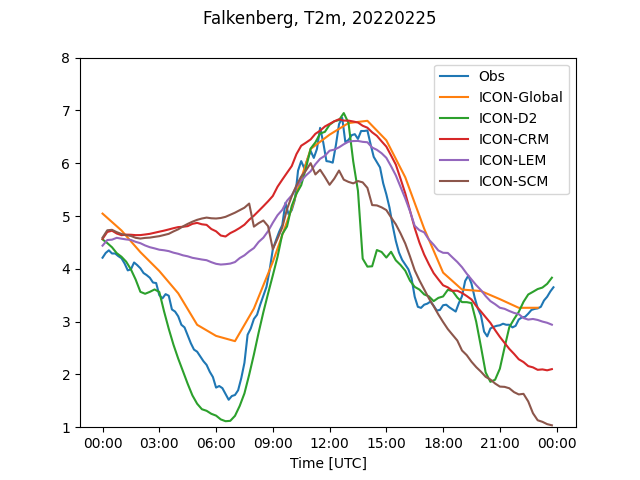 Falkenberg, T2m, 20220225
8
7
6
5
4
3
2
1
Obs
ICON-Global
ICON-D2
ICON-CRM
ICON-LEM
ICON-SCM
00:00 03:00 06:00 09:00 12:00 15:00 18:00 21:00 00:00
Time [UTC]